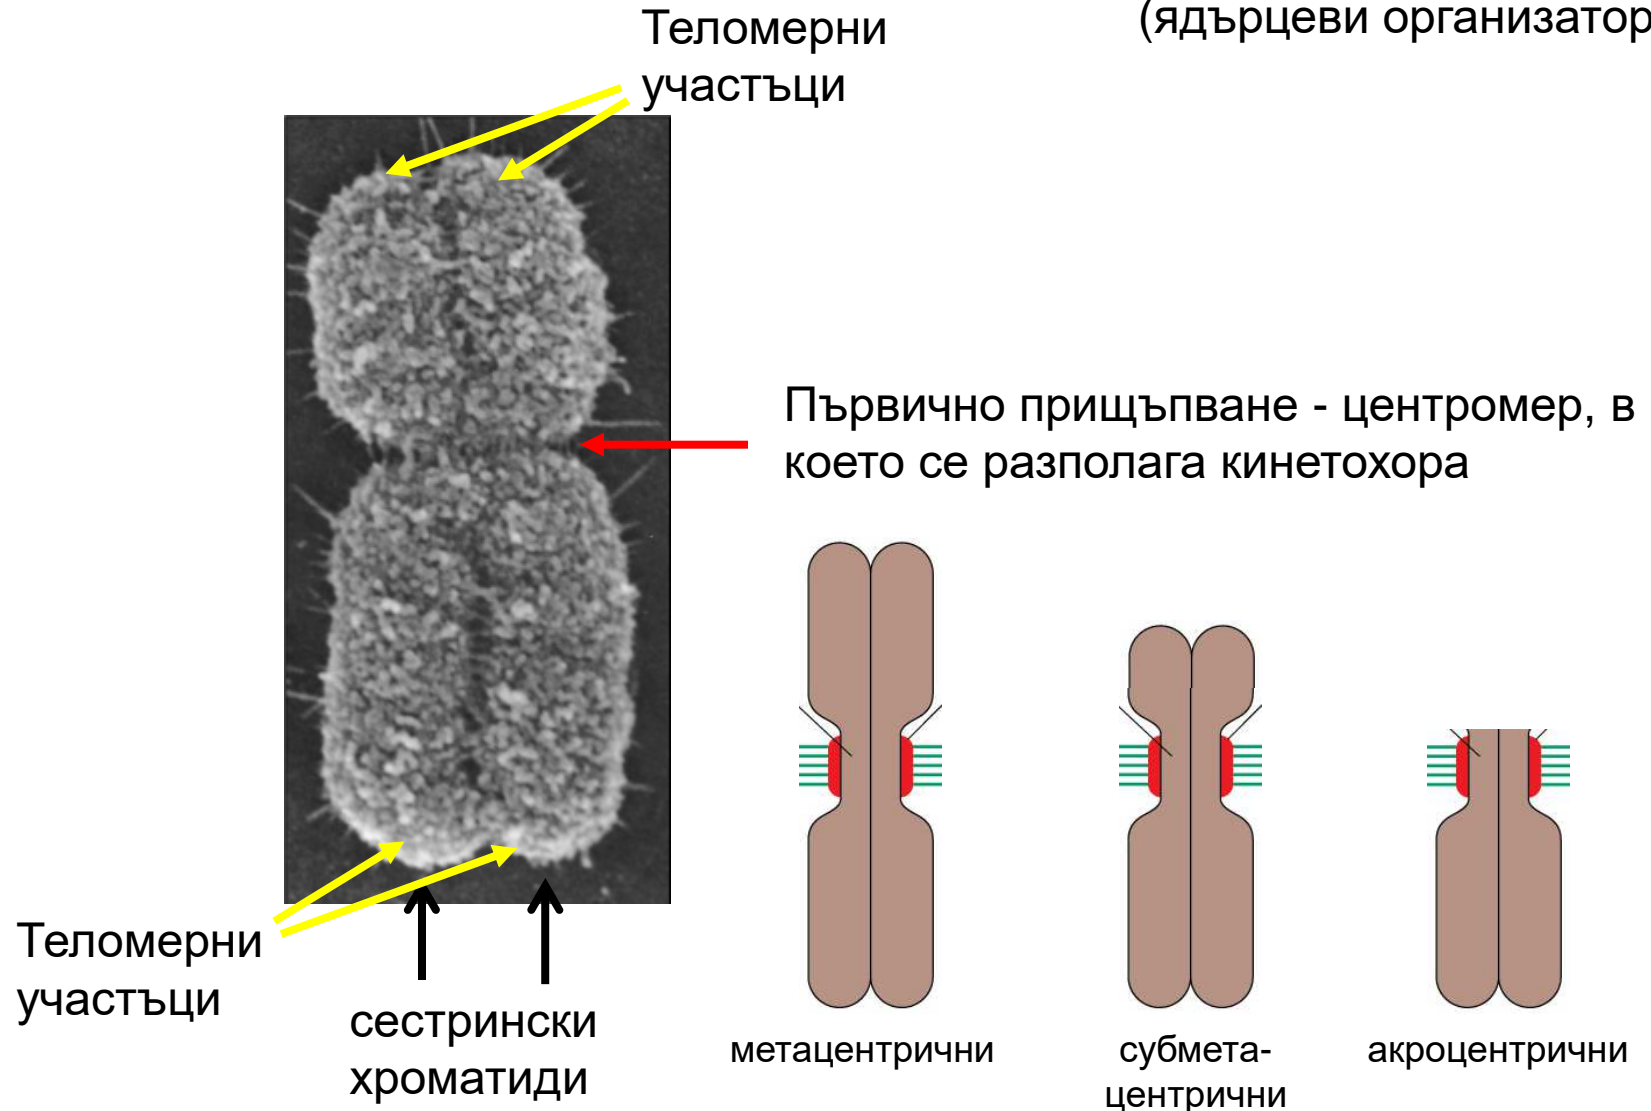 (ядърцеви организатор
Теломерни
участъци
Първично прищъпване - центромер, в
което се разполага кинетохора
Теломерни
участъци
сестрински
хроматиди
метацентрични
субмета-
центрични
акроцентрични